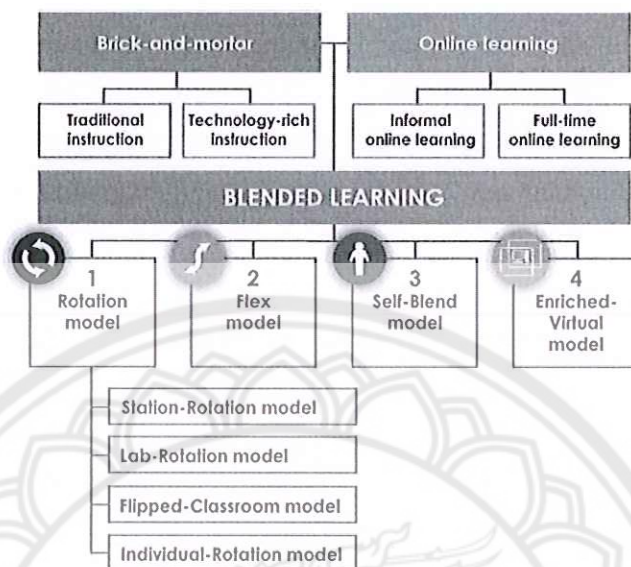 Brick-and-mortar
Online learning
Traditional
instruction
Technology-rich
instruction
Informal
online learning
Full-time
online learning
BLENDED LEARNING
1
Rotation
model
2
Flex
model
3
Self-Blend
model
4
Enriched-
Virtual
model
Station-Rotation model
Lab-Rotation model
Flipped-Classroom model
Individual-Rotation model